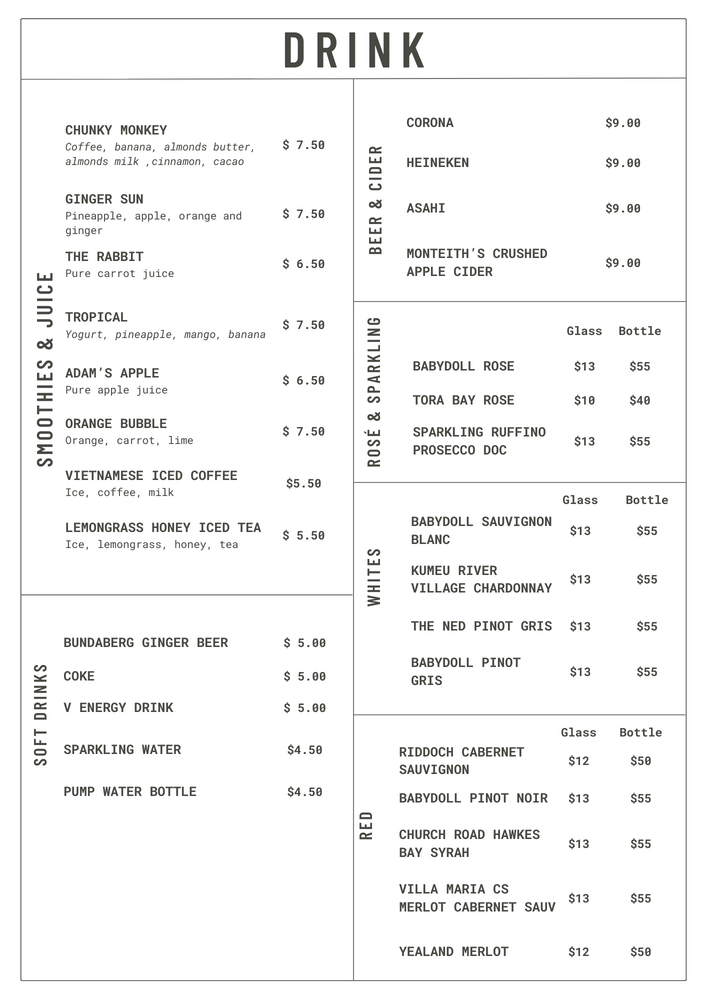 DRINK
SMOOTHIES & JUICE
CHUNKY MONKEY
Coffee, banana, almonds butter,
almonds milk ,cinnamon, cacao
$ 7.50
GINGER SUN
Pineapple, apple, orange and
ginger
$ 7.50
THE RABBIT
Pure carrot juice
$ 6.50
TROPICAL
Yogurt, pineapple, mango, banana
$ 7.50
ADAM'S APPLE
Pure apple juice
$ 6.50
ORANGE BUBBLE
Orange, carrot, lime
$ 7.50
VIETNAMESE ICED COFFEE
Ice, coffee, milk
$5.50
LEMONGRASS HONEY ICED TEA
Ice, lemongrass, honey, tea
$ 5.50
SOFT DRINKS
BUNDABERG GINGER BEER $ 5.00
COKE $ 5.00
V ENERGY DRINK $ 5.00
SPARKLING WATER $4.50
PUMP WATER BOTTLE $4.50
BEER & CIDER
CORONA $9.00
HEINEKEN $9.00
ASAHI $9.00
MONTEITH'S CRUSHED
APPLE CIDER
$9.00
ROSÉ & SPARKLING
Glass Bottle
BABYDOLL ROSE $13 $55
TORA BAY ROSE $10 $40
SPARKLING RUFFINO
PROSECCO DOC
$13 $55
WHITES
Glass Bottle
BABYDOLL SAUVIGNON
BLANC
$13 $55
KUMEU RIVER
VILLAGE CHARDONNAY
$13 $55
THE NED PINOT GRIS $13 $55
BABYDOLL PINOT
GRIS
$13 $55
RED
Glass Bottle
RIDDOCH CABERNET
SAUVIGNON
$12 $50
BABYDOLL PINOT NOIR $13 $55
CHURCH ROAD HAWKES
BAY SYRAH
$13 $55
VILLA MARIA CS
MERLOT CABERNET SAUV
$13 $55
YEALAND MERLOT $12 $50